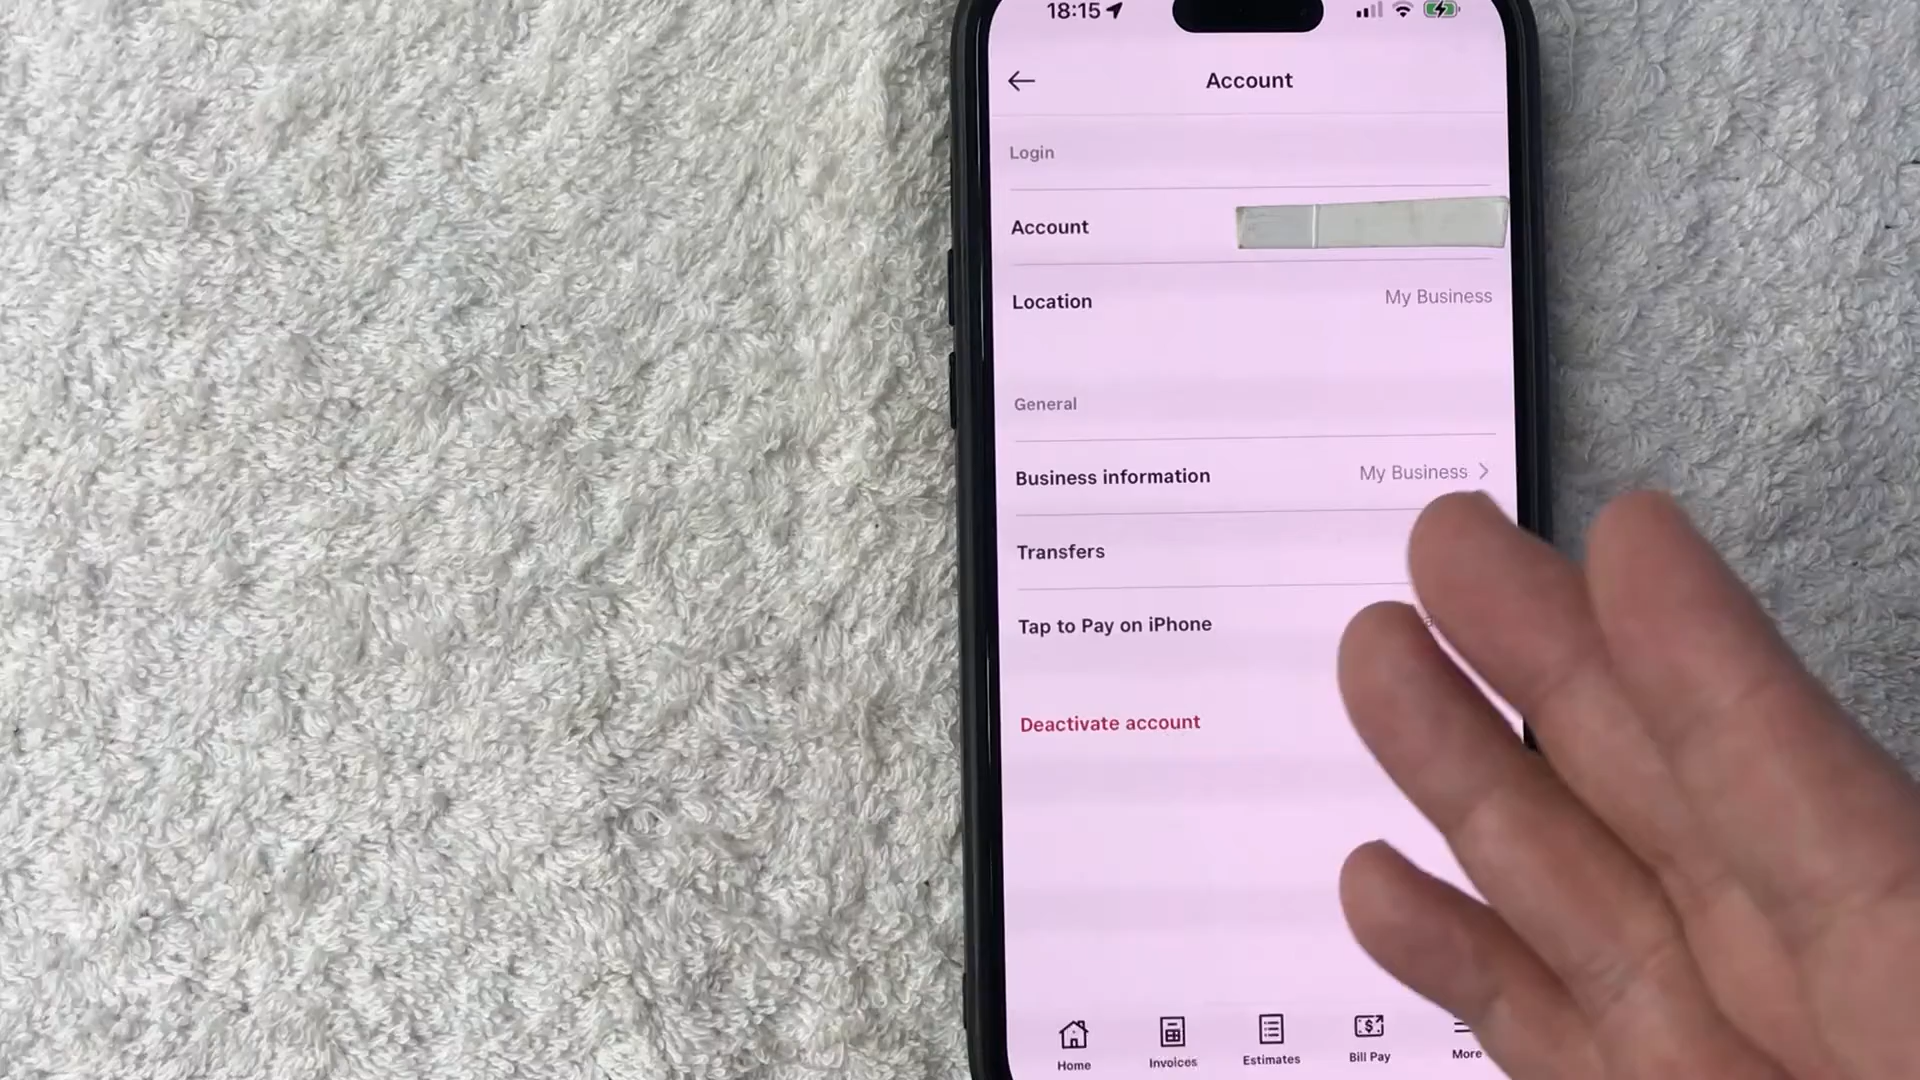 18:15
Account
Login
Account
Location My Business
General
Business information My Business
Transfers
Tap to Pay on iPhone
Deactivate account
Home Invoices Estimates Bill Pay More